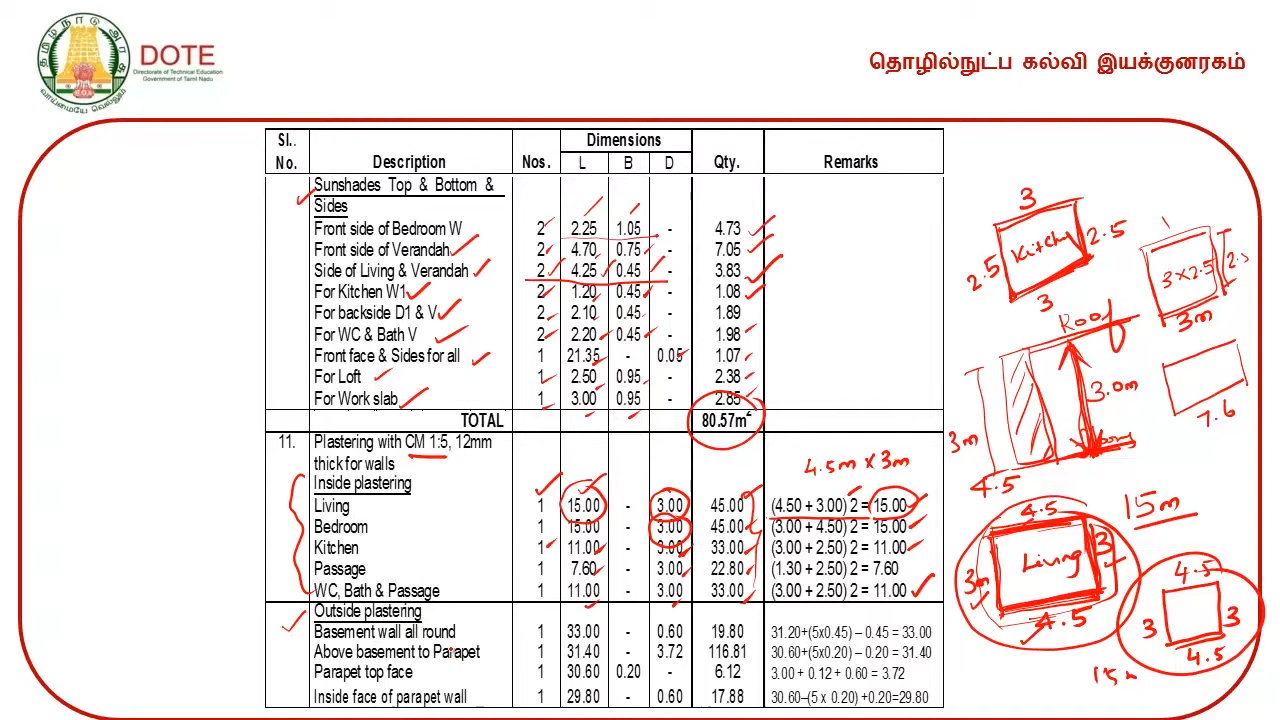 தமிழ்நாடு அரசு
வாய்மையே வெல்லும்
DOTE
Directorate of Technical Education
Government of Tamil Nadu
தொழில்நுட்ப கல்வி இயக்குனரகம்
Sl.. No. Description Nos. Dimensions L B D Qty. Remarks
Sunshades Top & Bottom &
Sides
Front side of Bedroom W 2 2.25 1.05 - 4.73
Front side of Verandah 2 4.70 0.75 - 7.05
Side of Living & Verandah 2 4.25 0.45 - 3.83
For Kitchen W1 2 1.20 0.45 - 1.08
For backside D1 & V 2 2.10 0.45 - 1.89
For WC & Bath V 2 2.20 0.45 - 1.98
Front face & Sides for all 1 21.35 - 0.05 1.07
For Loft 1 2.50 0.95 - 2.38
For Work slab 1 3.00 0.95 - 2.85
TOTAL 80.57m²
11. Plastering with CM 1:5, 12mm
thick for walls
Inside plastering
4.5m x 3m
Living 1 15.00 - 3.00 45.00 (4.50 + 3.00) 2 = 15.00
Bedroom 1 15.00 - 3.00 45.00 (3.00 + 4.50) 2 = 15.00
Kitchen 1 11.00 - 3.00 33.00 (3.00 + 2.50) 2 = 11.00
Passage 1 7.60 - 3.00 22.80 (1.30 + 2.50) 2 = 7.60
WC, Bath & Passage 1 11.00 - 3.00 33.00 (3.00 + 2.50) 2 = 11.00
Outside plastering
Basement wall all round 1 33.00 - 0.60 19.80 31.20+(5x0.45) – 0.45 = 33.00
Above basement to Parapet 1 31.40 - 3.72 116.81 30.60+(5x0.20) – 0.20 = 31.40
Parapet top face 1 30.60 0.20 - 6.12 3.00 + 0.12 + 0.60 = 3.72
Inside face of parapet wall 1 29.80 - 0.60 17.88 30.60–(5 x 0.20) +0.20=29.80
3
Kitchen
2.5
2.5
3
3 x 2.5
3m
Roof
3.0m
3m
4.5
7.6
15m
4.5
Living
3
3m
4.5
4.5
3
3
4.5